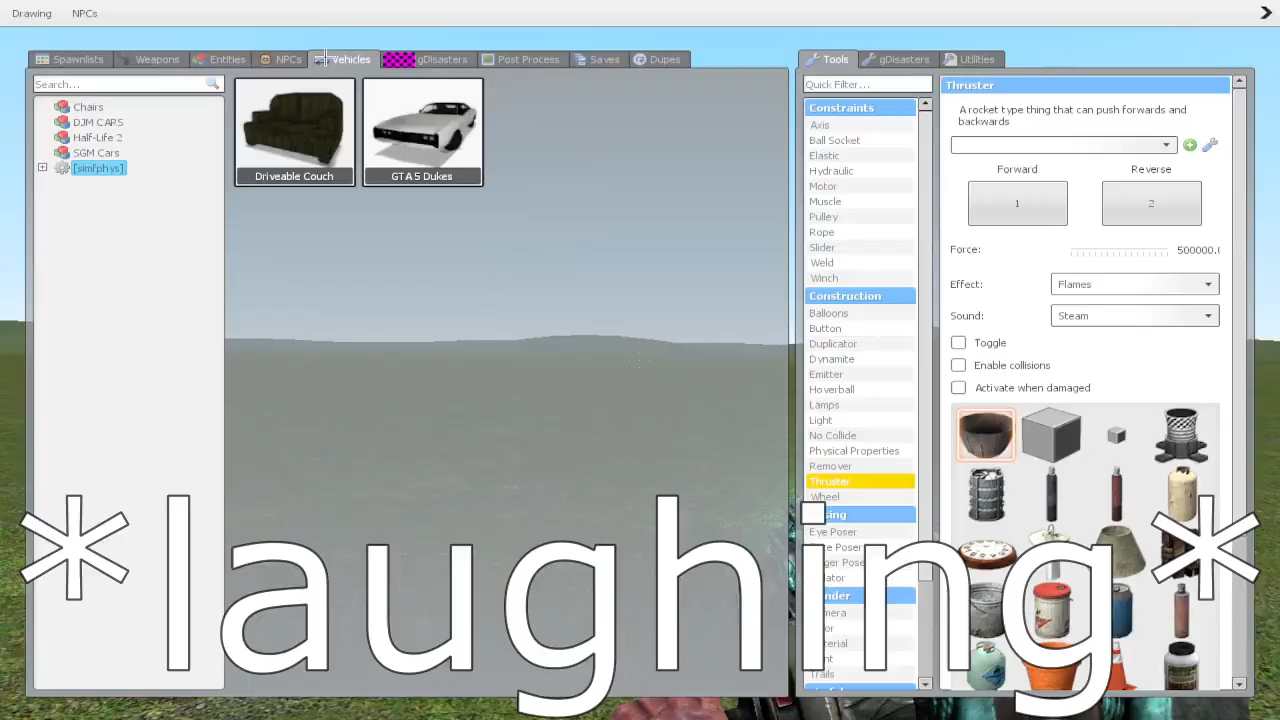 Drawing NPCs
Spawnlists Weapons Entities NPCs Vehicles gDisasters Post Process Saves Dupes
Search...
Chairs
DJM CARS
Half-Life 2
SGM Cars
[simfphys]
Driveable Couch
GTA 5 Dukes
Tools gDisasters Utilities
Quick Filter...
Constraints
Axis
Ball Socket
Elastic
Hydraulic
Motor
Muscle
Pulley
Rope
Slider
Weld
Winch
Construction
Balloons
Button
Duplicator
Dynamite
Emitter
Hoverball
Lamps
Light
No Collide
Physical Properties
Remover
Thruster
Wheel
Eye Poser
Trails
Thruster
A rocket type thing that can push forwards and
backwards
Forward Reverse
1 2
Force: 500000.0
Effect: Flames
Sound: Steam
Toggle
Enable collisions
Activate when damaged
*laughing*